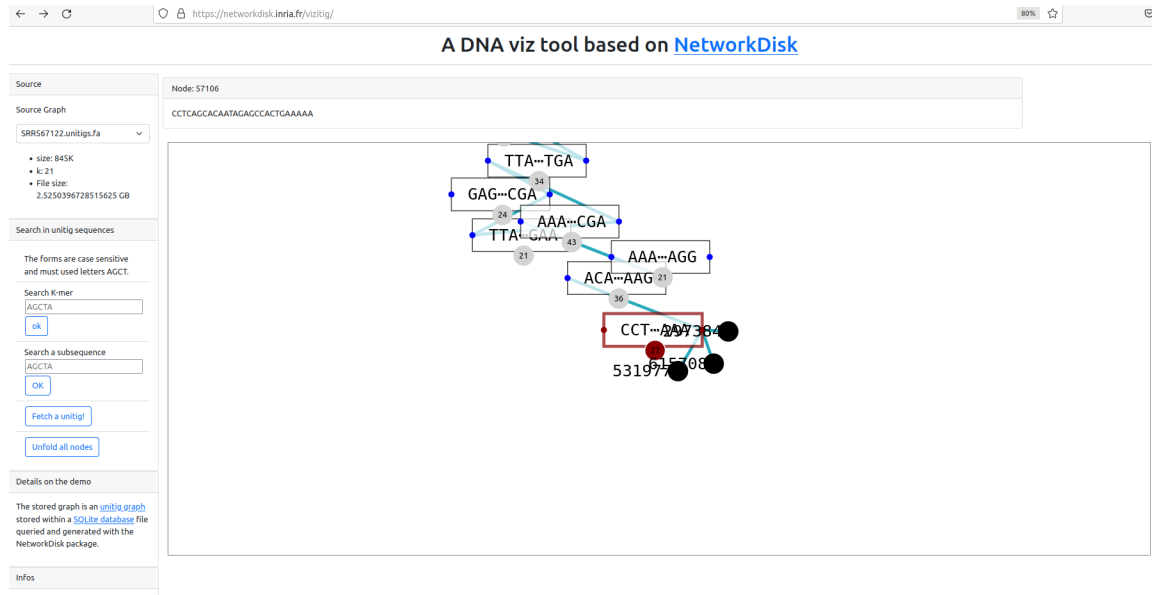 https://networkdisk.inria.fr/vizitig/
80%
A DNA viz tool based on NetworkDisk
Source
Source Graph
SRR567122.unitigs.fa
size: 845K
k: 21
File size:
2.5250396728515625 GB
Search in unitig sequences
The forms are case sensitive
and must used letters AGCT.
Search K-mer
AGCTA
ok
Search a subsequence
AGCTA
OK
Fetch a unitig!
Unfold all nodes
Details on the demo
The stored graph is an unitig graph
stored within a SQLite database file
queried and generated with the
NetworkDisk package.
Infos
Node: 57106
CCTCAGCACAATAGAGCCACTGAAAAA
TTA···TGA
34
GAG···CGA
24
AAA···CGA
TTA···GAA
43
21
AAA···AGG
ACA···AAG
21
36
CCT···AAA
531977